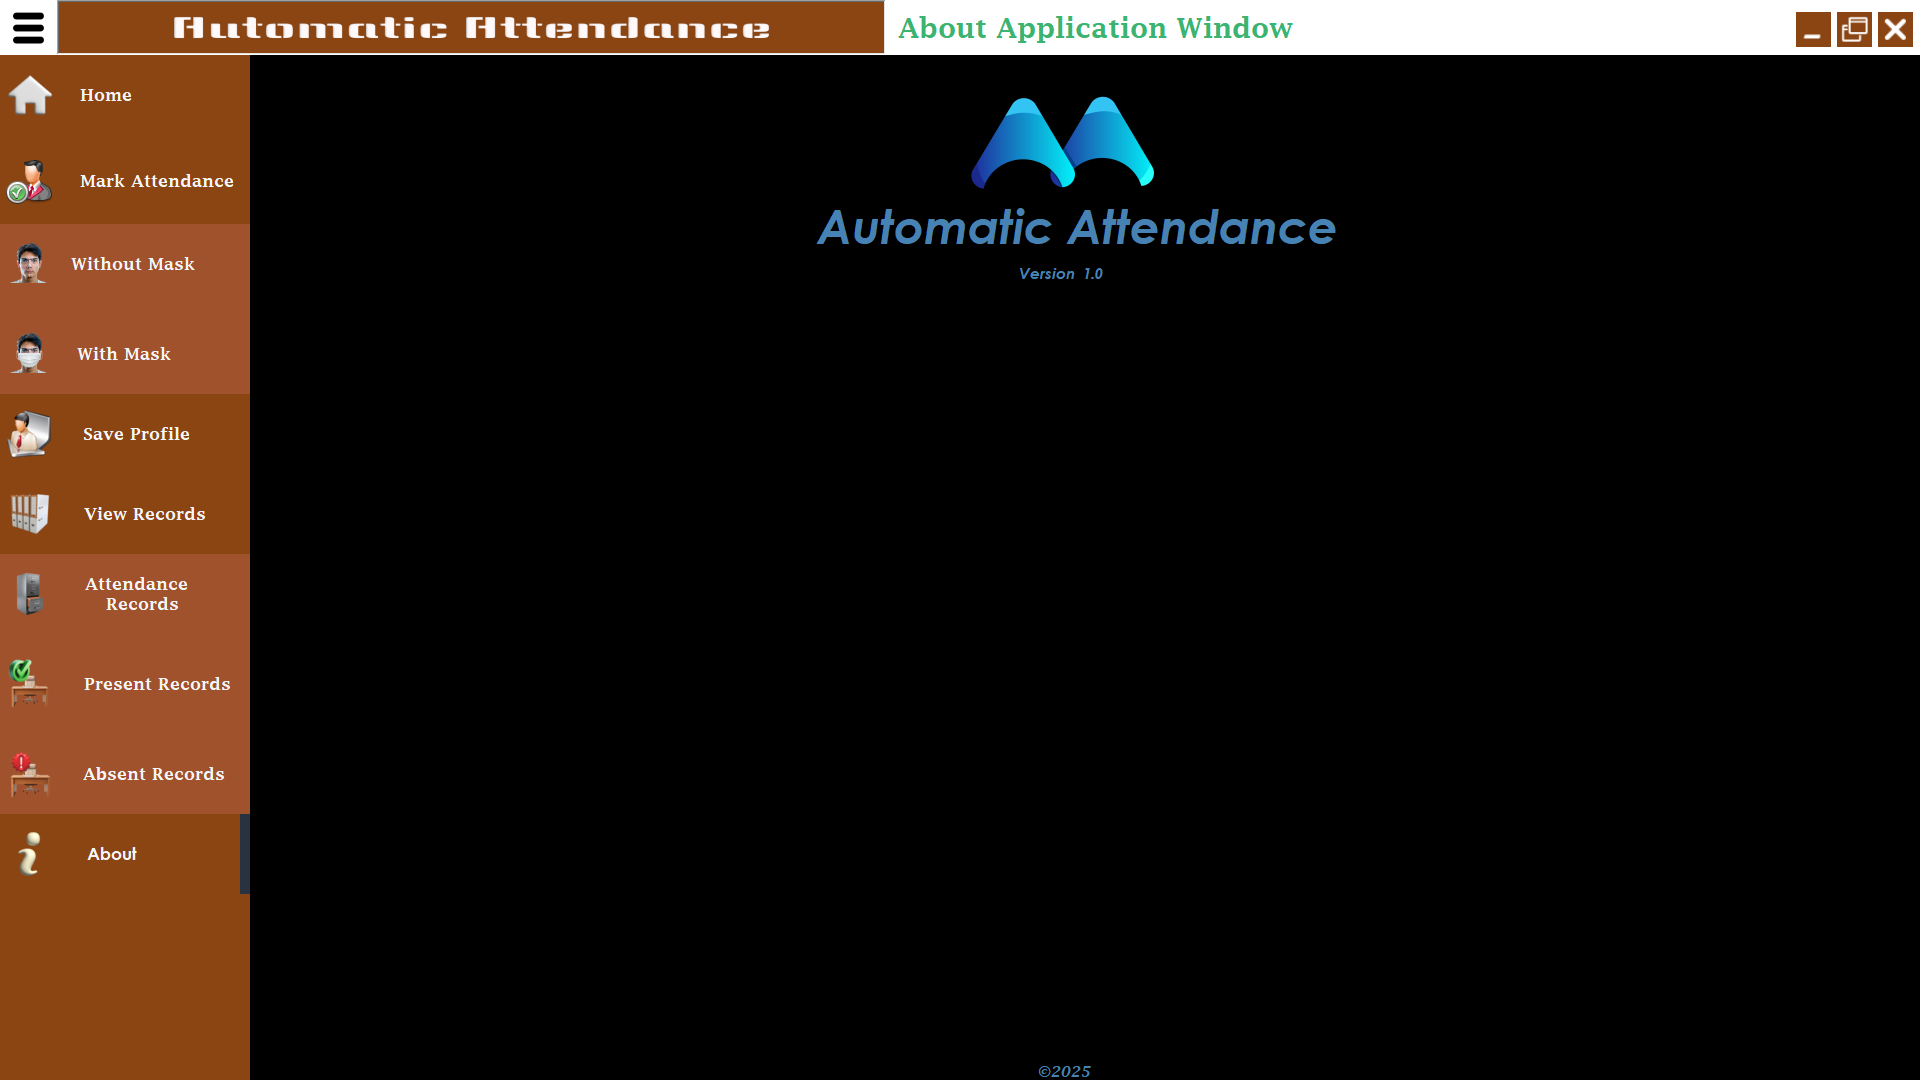 Automatic Attendance
About Application Window
Home
Mark Attendance
Without Mask
With Mask
Save Profile
View Records
Attendance
Records
Present Records
Absent Records
About
Automatic Attendance
Version 1.0
©2025